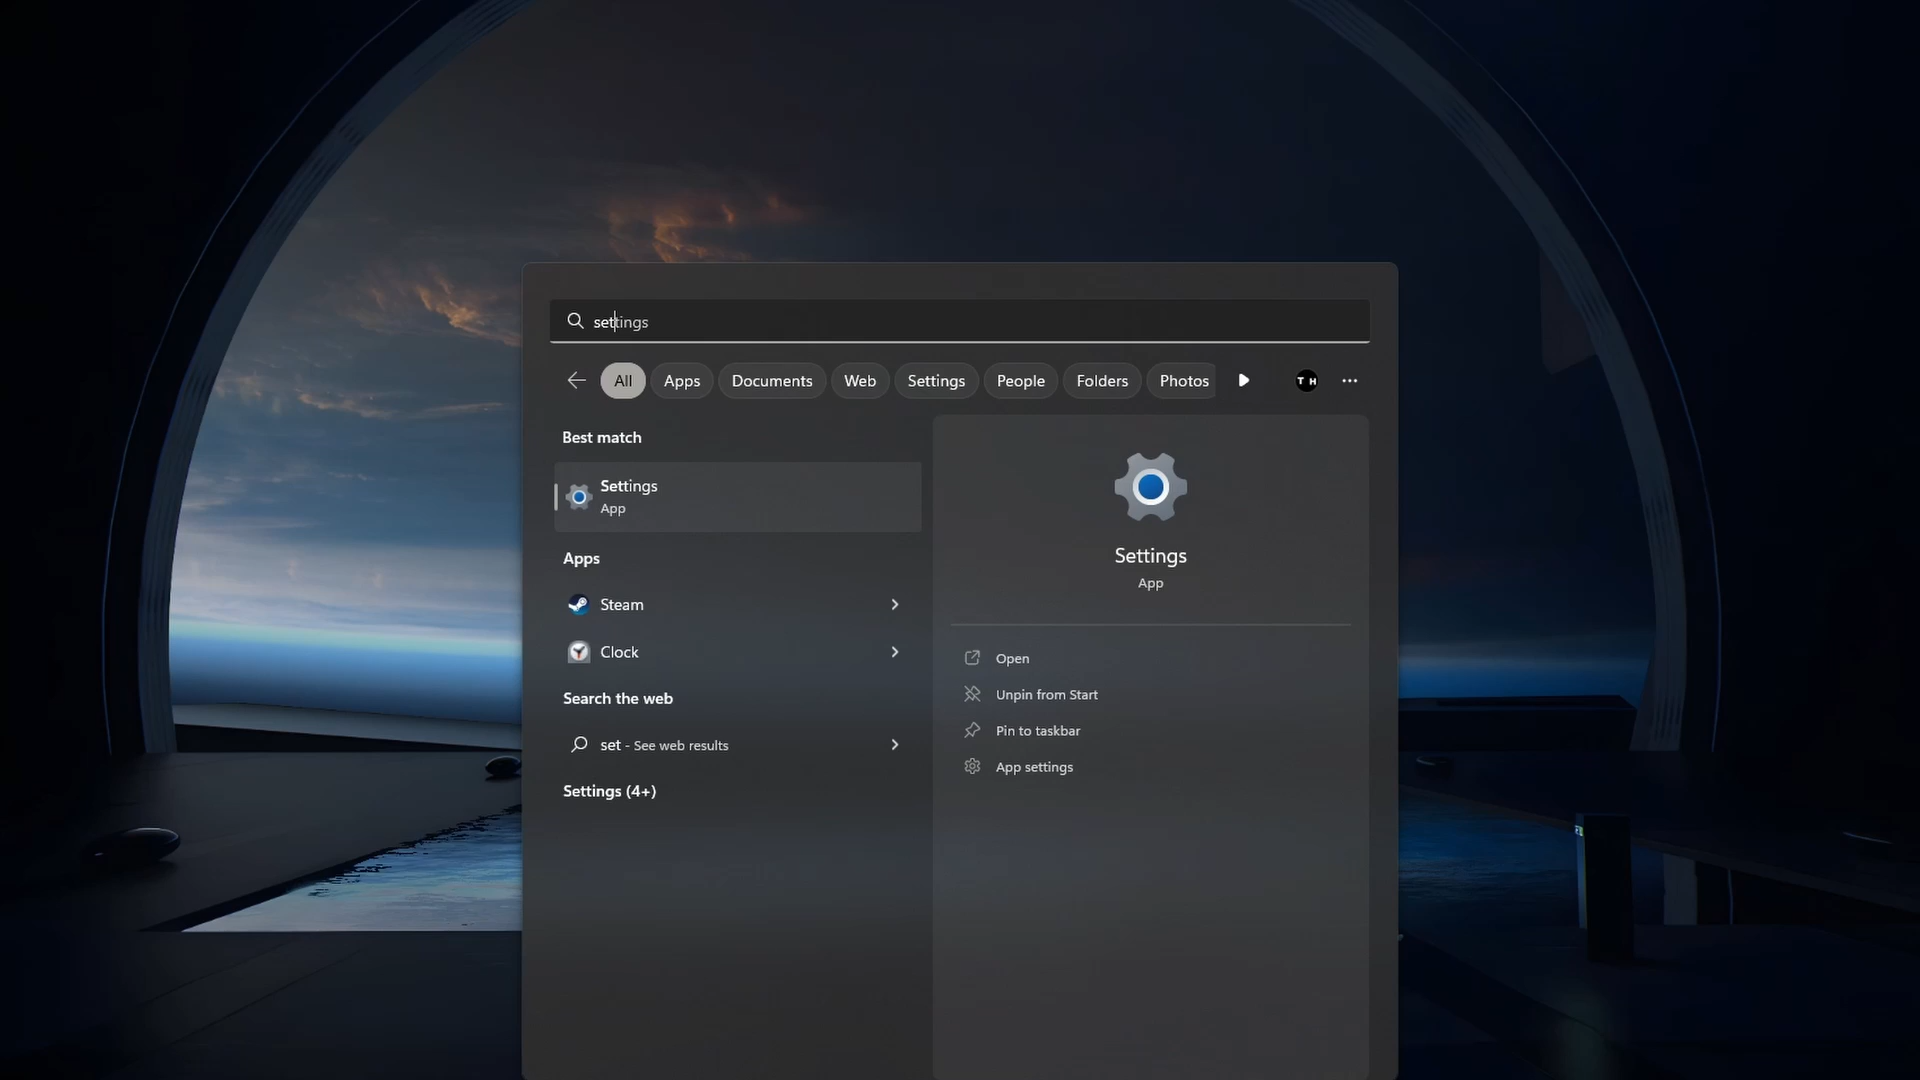 settings
All Apps Documents Web Settings People Folders Photos T H
Best match
Settings
App
Apps
Steam
Clock
Search the web
set - See web results
Settings (4+)
Settings
App
Open
Unpin from Start
Pin to taskbar
App settings